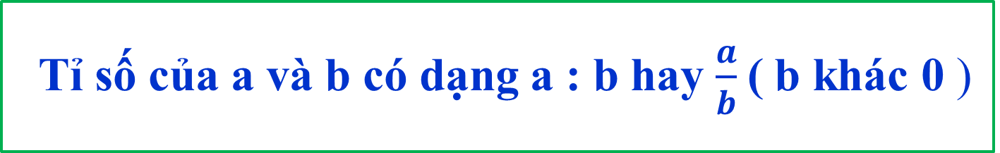 Tỉ số của a và b có dạng a : b hay a/b ( b khác 0 )